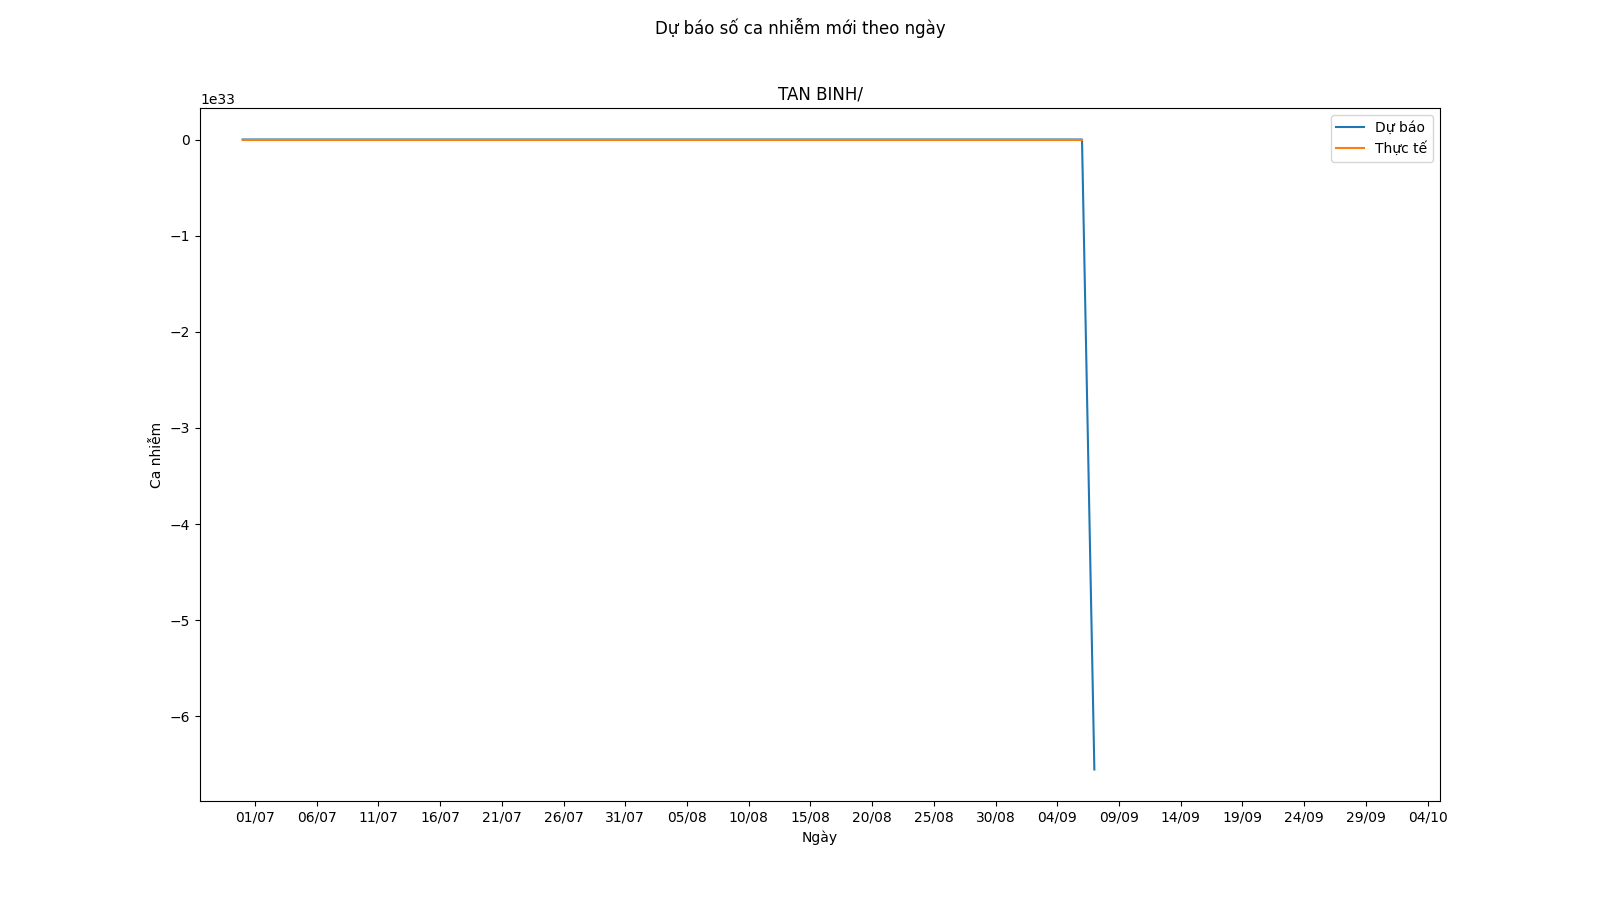 Dự báo số ca nhiễm mới theo ngày
TAN BINH/
1e33
0
−1
−2
−3
−4
−5
−6
Ca nhiễm
Dự báo
Thực tế
01/07 06/07 11/07 16/07 21/07 26/07 31/07 05/08 10/08 15/08 20/08 25/08 30/08 04/09 09/09 14/09 19/09 24/09 29/09 04/10
Ngày